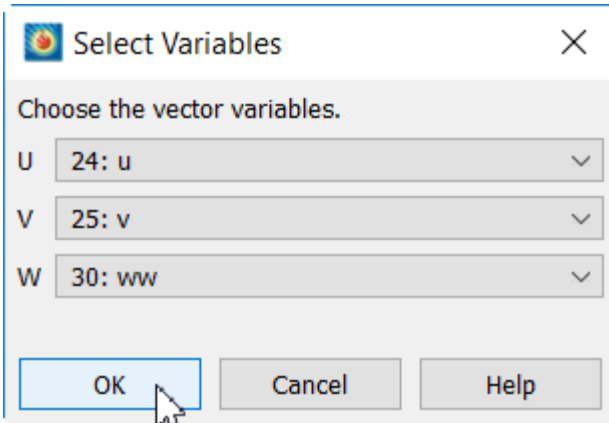 Select Variables
Choose the vector variables.
U 24: u
V 25: v
W 30: ww
OK Cancel Help